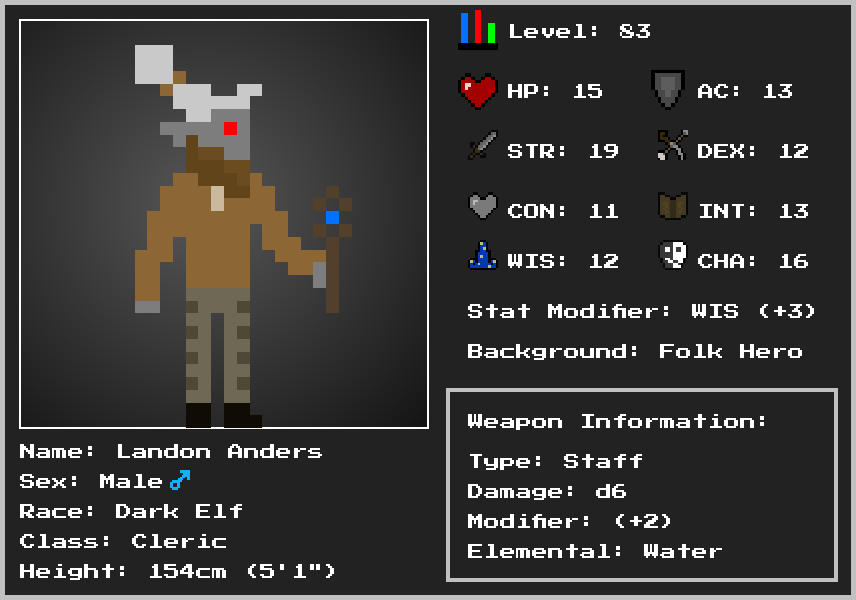 Level: 83
HP: 15 AC: 13
STR: 19 DEX: 12
CON: 11 INT: 13
WIS: 12 CHA: 16
Stat Modifier: WIS (+3)
Background: Folk Hero
Weapon Information:
Type: Staff
Damage: d6
Modifier: (+2)
Elemental: Water
Name: Landon Anders
Sex: Male♂
Race: Dark Elf
Class: Cleric
Height: 154cm (5'1")